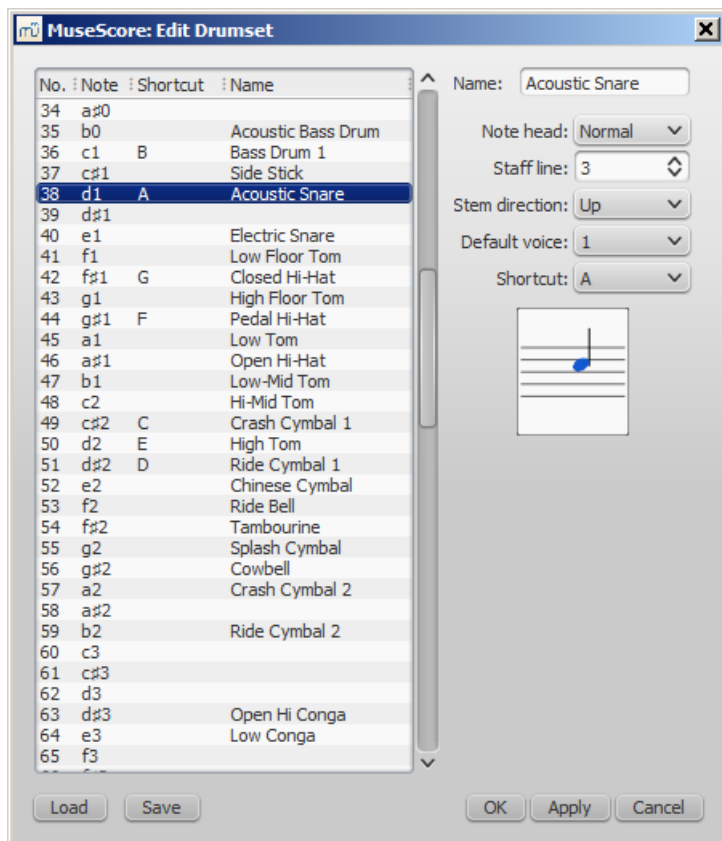 mü MuseScore: Edit Drumset
No. Note Shortcut Name
34 a♯0
35 b0 Acoustic Bass Drum
36 c1 B Bass Drum 1
37 c♯1 Side Stick
38 d1 A Acoustic Snare
39 d♯1
40 e1 Electric Snare
41 f1 Low Floor Tom
42 f♯1 G Closed Hi-Hat
43 g1 High Floor Tom
44 g♯1 F Pedal Hi-Hat
45 a1 Low Tom
46 a♯1 Open Hi-Hat
47 b1 Low-Mid Tom
48 c2 Hi-Mid Tom
49 c♯2 C Crash Cymbal 1
50 d2 E High Tom
51 d♯2 D Ride Cymbal 1
52 e2 Chinese Cymbal
53 f2 Ride Bell
54 f♯2 Tambourine
55 g2 Splash Cymbal
56 g♯2 Cowbell
57 a2 Crash Cymbal 2
58 a♯2
59 b2 Ride Cymbal 2
60 c3
61 c♯3
62 d3
63 d♯3 Open Hi Conga
64 e3 Low Conga
65 f3
Name: Acoustic Snare
Note head: Normal
Staff line: 3
Stem direction: Up
Default voice: 1
Shortcut: A
Load Save OK Apply Cancel